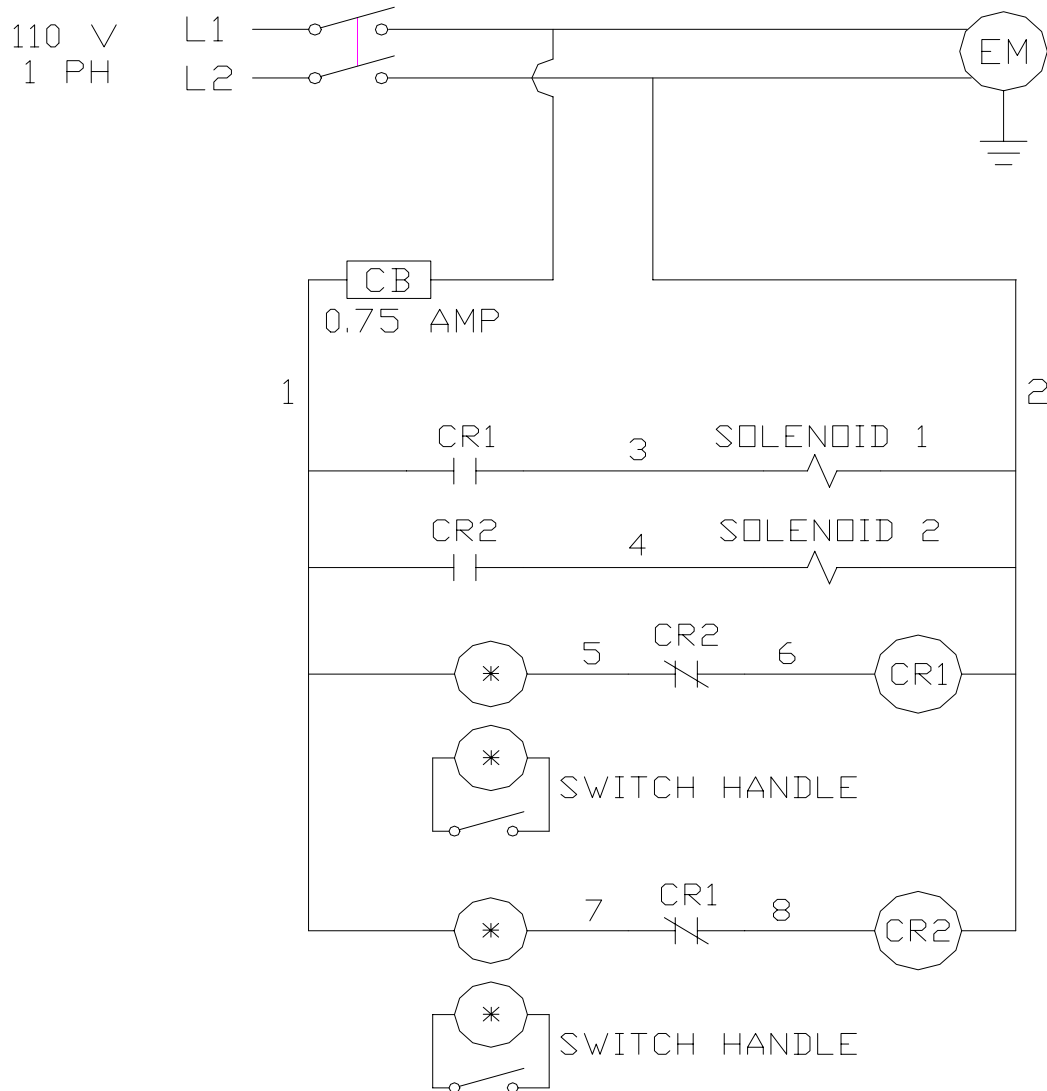 110 V L1
1 PH L2
EM
CB
0.75 AMP
1
2
CR1 3 SOLENOID 1
CR2 4 SOLENOID 2
5 CR2 6 CR1
SWITCH HANDLE
7 CR1 8 CR2
SWITCH HANDLE